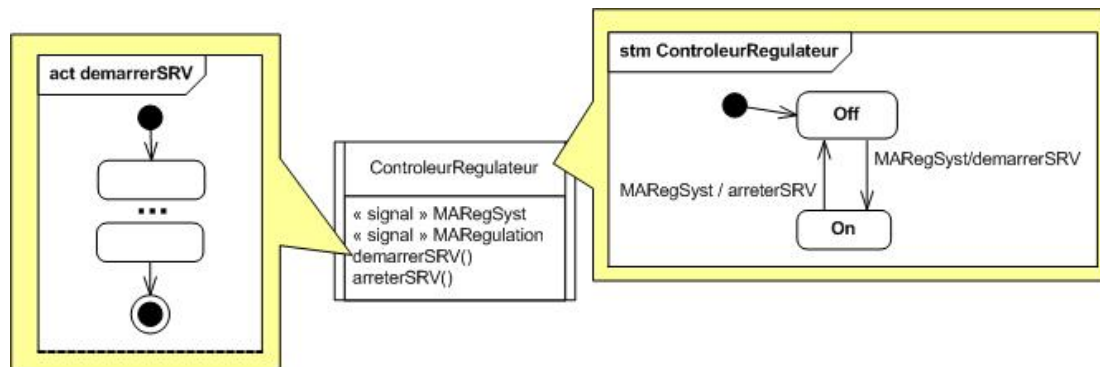 act demarrerSRV
...
ControleurRegulateur
« signal » MARegSyst
« signal » MARegulation
demarrerSRV()
arreterSRV()
stm ControleurRegulateur
Off
MARegSyst/demarrerSRV
MARegSyst / arreterSRV
On